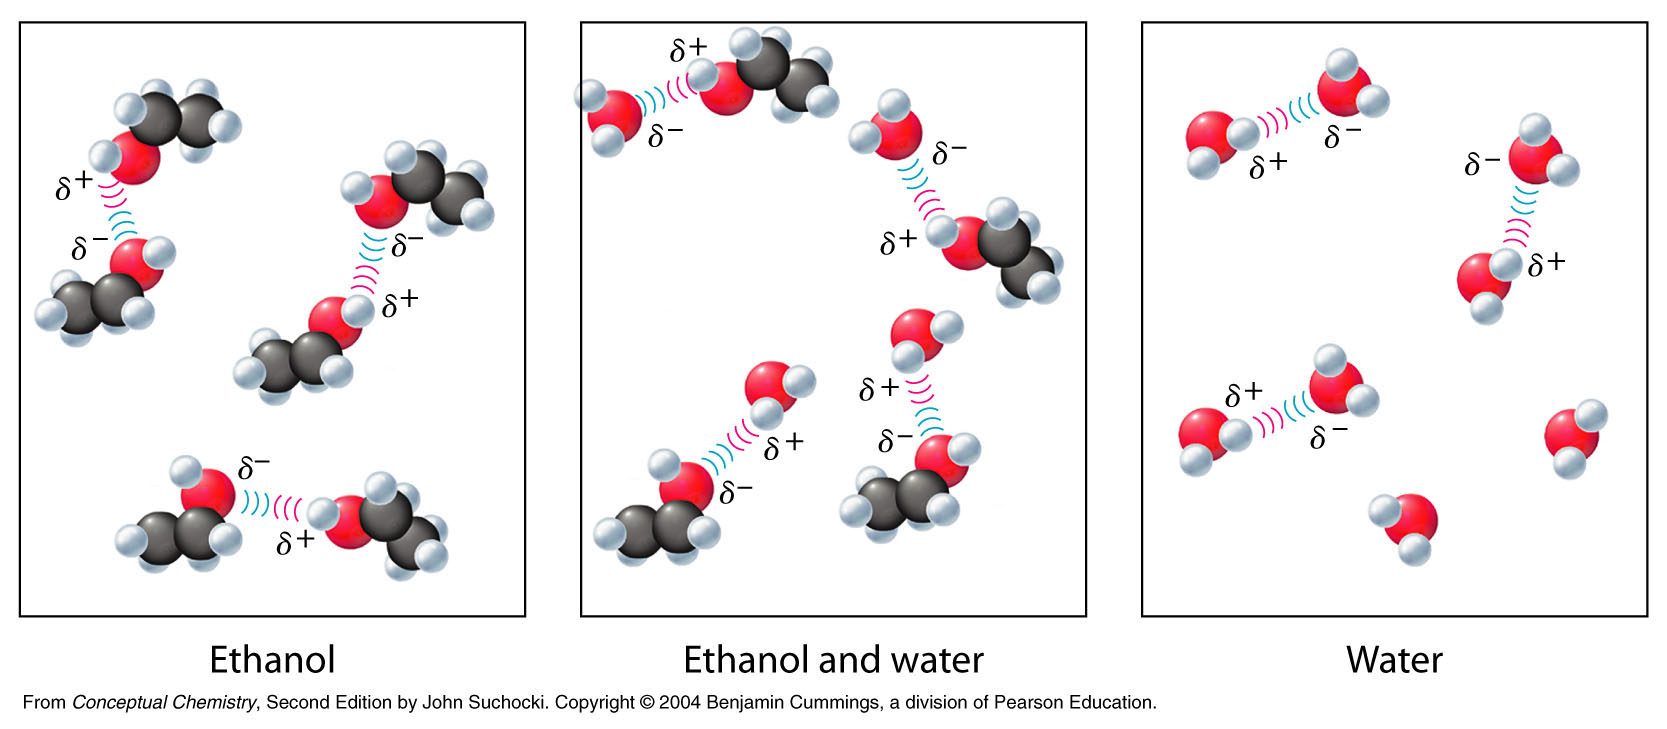 δ+
δ−
δ−
δ+
δ−
δ+
δ+
δ−
δ−
δ+
δ+
δ−
δ+
δ−
δ−
δ+
δ−
δ+
δ+
δ−
Ethanol
Ethanol and water
Water
From Conceptual Chemistry, Second Edition by John Suchocki. Copyright © 2004 Benjamin Cummings, a division of Pearson Education.